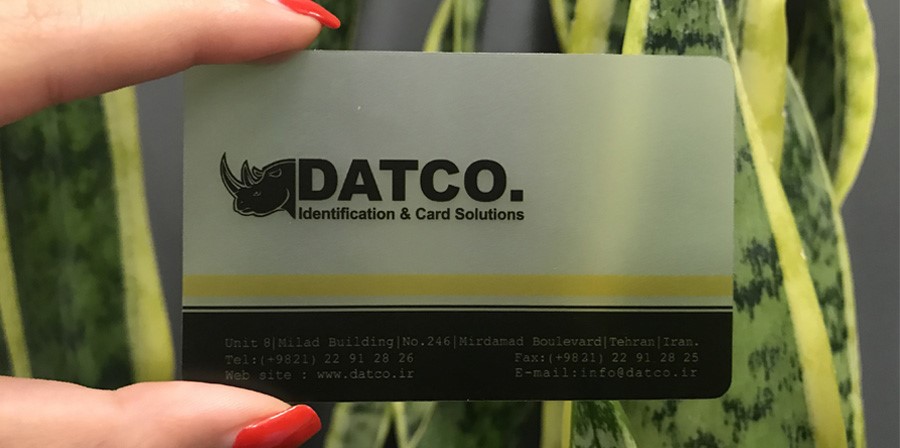 DATCO.
Identification & Card Solutions
Unit 8|Milad Building|No.246|Mirdamad Boulevard|Tehran|Iran.
Tel:(+9821) 22 91 28 26 Fax:(+9821) 22 91 28 25
Web site : www.datco.ir E-mail:info@datco.ir